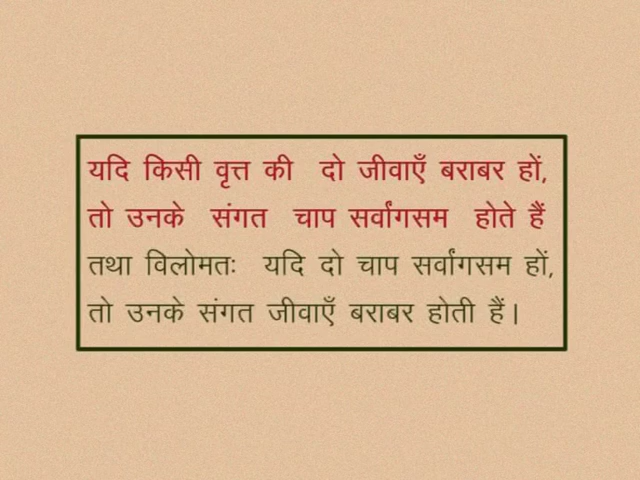 यदि किसी वृत्त की दो जीवाएँ बराबर हों,
तो उनके संगत चाप सर्वांगसम होते हैं
तथा विलोमतः यदि दो चाप सर्वांगसम हों,
तो उनके संगत जीवाएँ बराबर होती हैं।